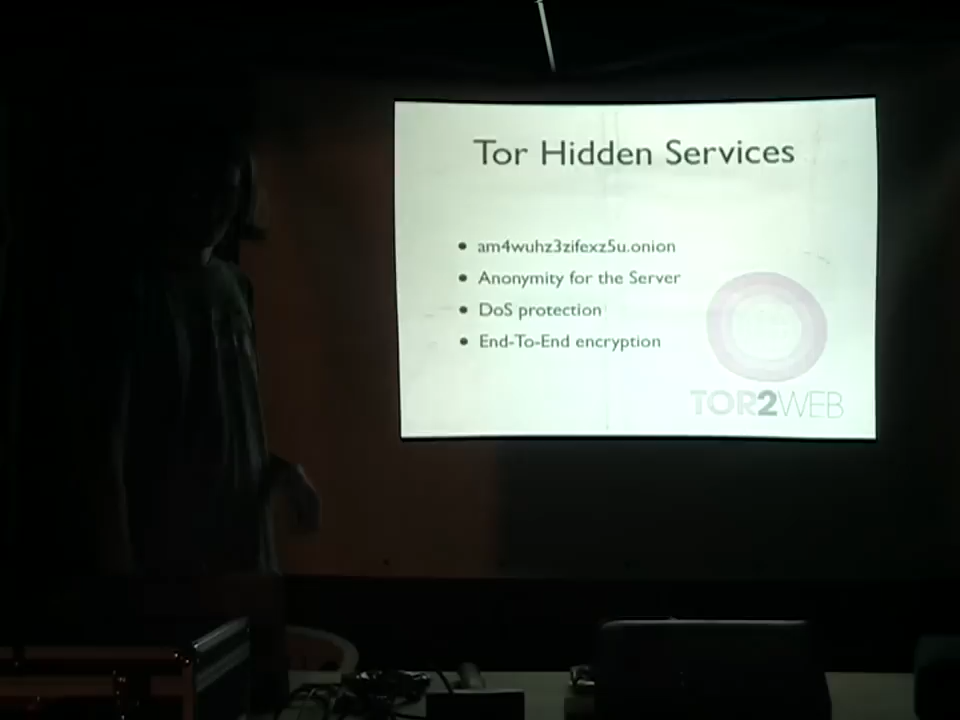 Tor Hidden Services
• am4wuhz3zifexz5u.onion
• Anonymity for the Server
• DoS protection
• End-To-End encryption
TOR2WEB